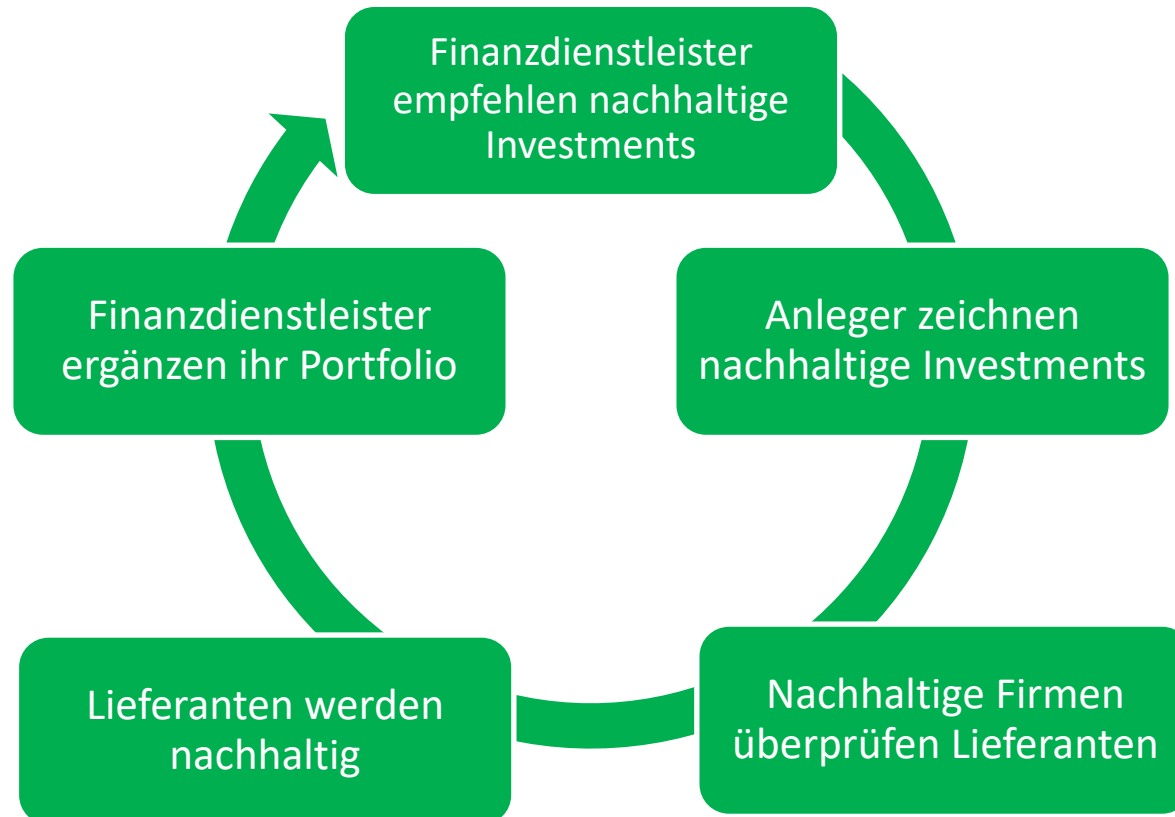 Finanzdienstleister
empfehlen nachhaltige
Investments
Anleger zeichnen
nachhaltige Investments
Nachhaltige Firmen
überprüfen Lieferanten
Lieferanten werden
nachhaltig
Finanzdienstleister
ergänzen ihr Portfolio